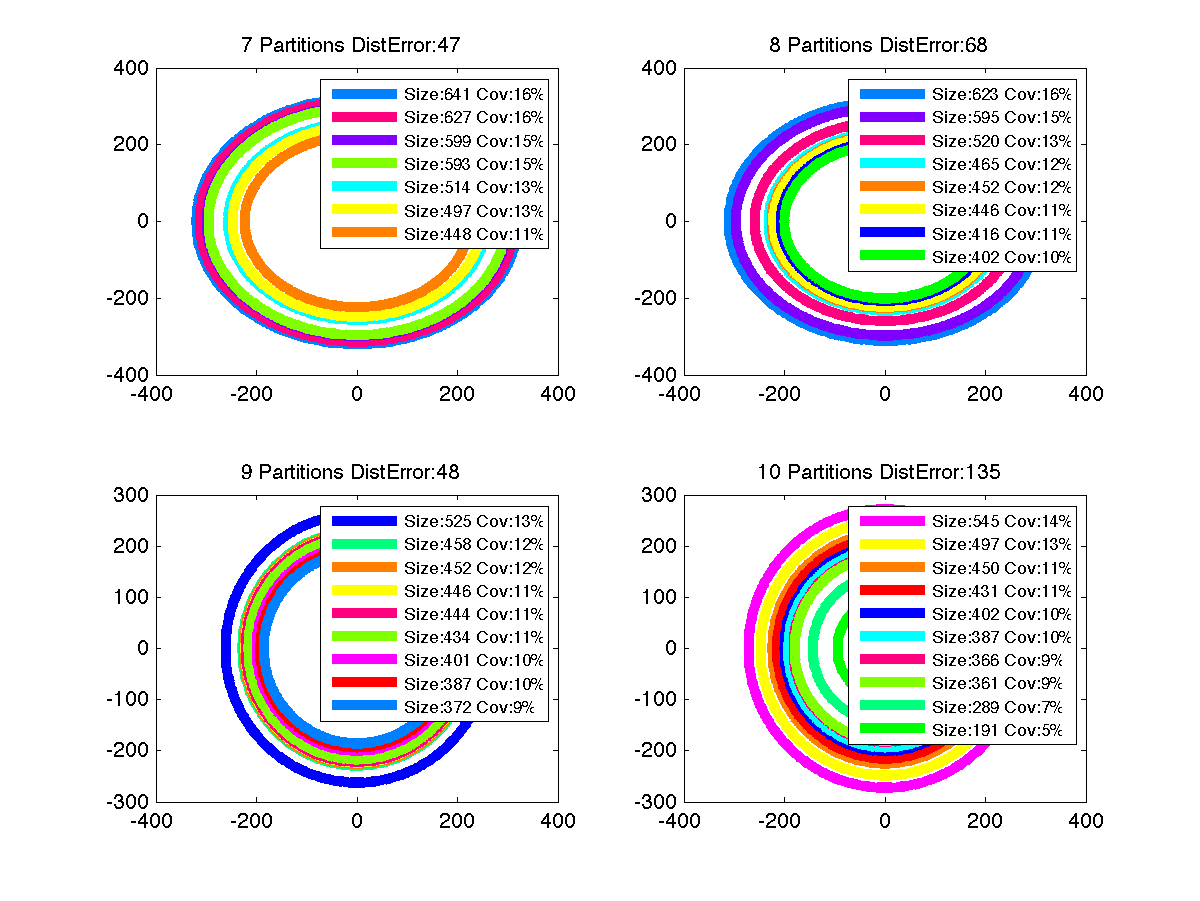 7 Partitions DistError:47
400
200
0
-200
-400
-400 -200 0 200 400
Size:641 Cov:16%
Size:627 Cov:16%
Size:599 Cov:15%
Size:593 Cov:15%
Size:514 Cov:13%
Size:497 Cov:13%
Size:448 Cov:11%
8 Partitions DistError:68
400
200
0
-200
-400
-400 -200 0 200 400
Size:623 Cov:16%
Size:595 Cov:15%
Size:520 Cov:13%
Size:465 Cov:12%
Size:452 Cov:12%
Size:446 Cov:11%
Size:416 Cov:11%
Size:402 Cov:10%
9 Partitions DistError:48
300
200
100
0
-100
-200
-300
-400 -200 0 200 400
Size:525 Cov:13%
Size:458 Cov:12%
Size:452 Cov:12%
Size:446 Cov:11%
Size:444 Cov:11%
Size:434 Cov:11%
Size:401 Cov:10%
Size:387 Cov:10%
Size:372 Cov:9%
10 Partitions DistError:135
300
200
100
0
-100
-200
-300
-400 -200 0 200 400
Size:545 Cov:14%
Size:497 Cov:13%
Size:450 Cov:11%
Size:431 Cov:11%
Size:402 Cov:10%
Size:387 Cov:10%
Size:366 Cov:9%
Size:361 Cov:9%
Size:289 Cov:7%
Size:191 Cov:5%